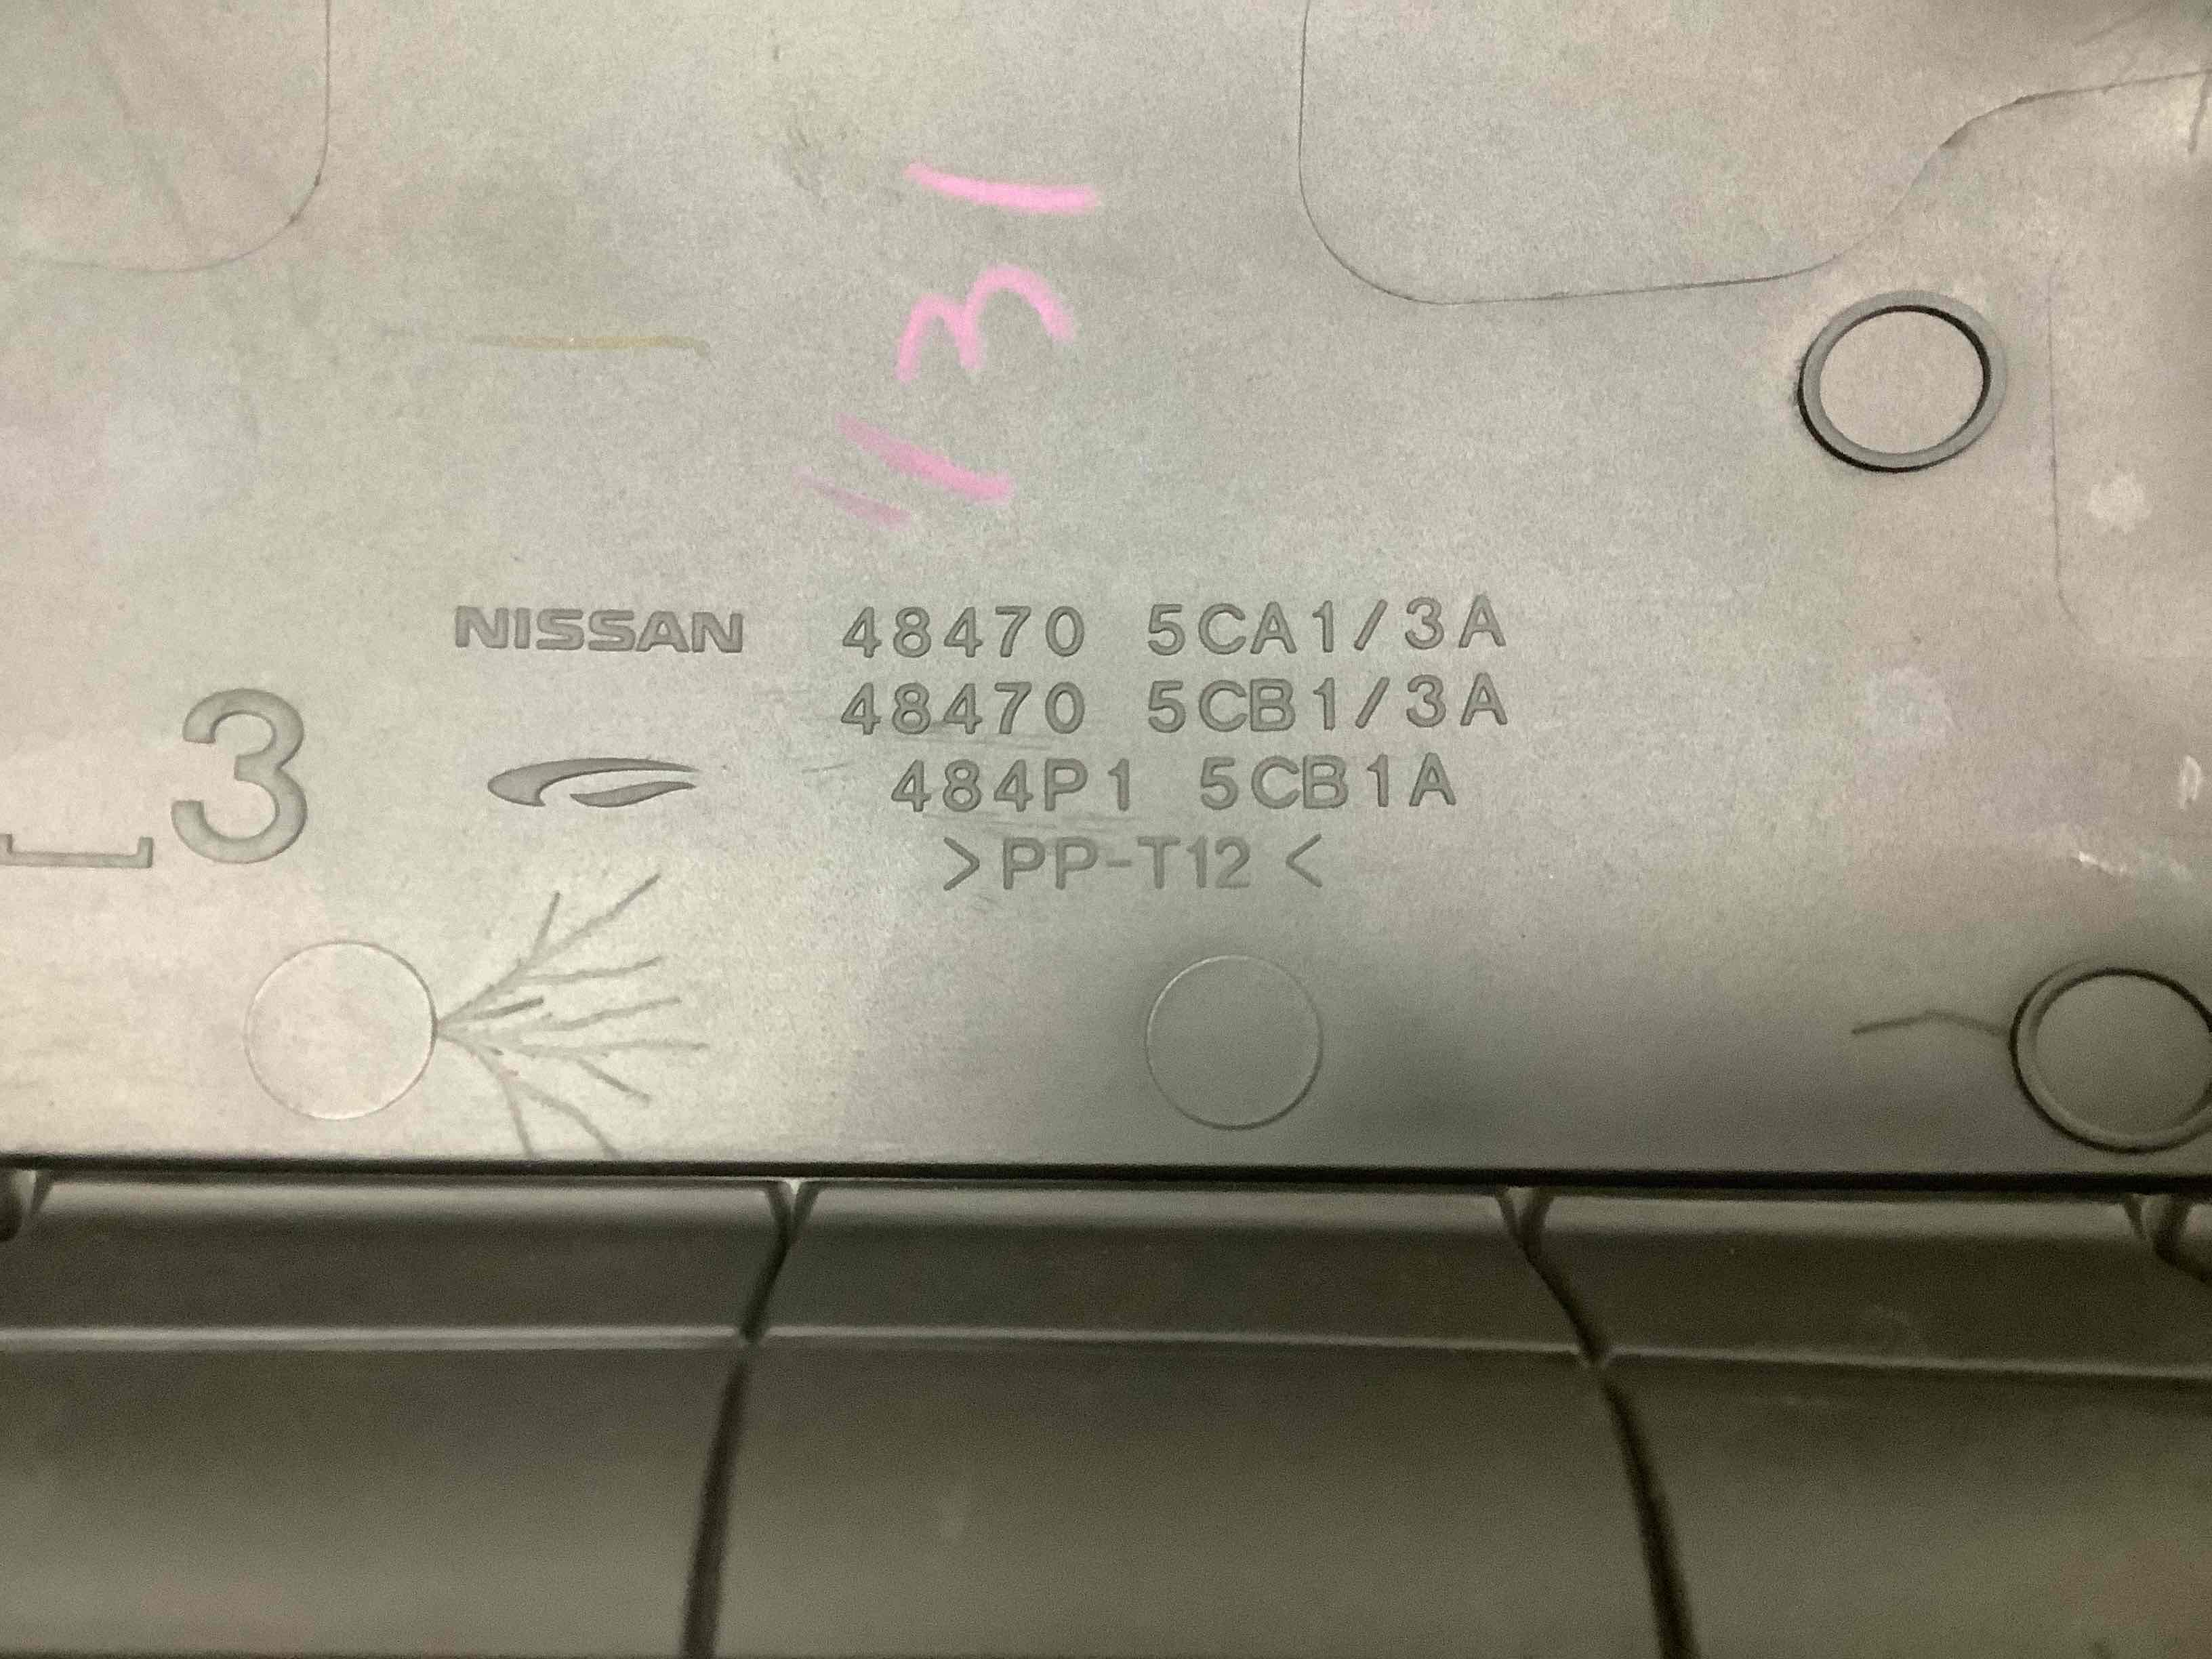 1131
NISSAN 48470 5CA1/3A
48470 5CB1/3A
3
484P1 5CB1A
>PP-T12<